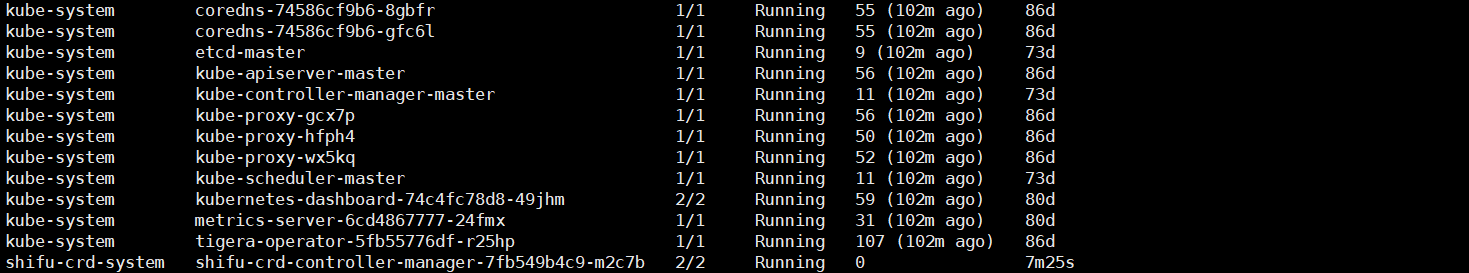 kube-system coredns-74586cf9b6-8gbfr 1/1 Running 55 (102m ago) 86d
kube-system coredns-74586cf9b6-gfc6l 1/1 Running 55 (102m ago) 86d
kube-system etcd-master 1/1 Running 9 (102m ago) 73d
kube-system kube-apiserver-master 1/1 Running 56 (102m ago) 86d
kube-system kube-controller-manager-master 1/1 Running 11 (102m ago) 73d
kube-system kube-proxy-gcx7p 1/1 Running 56 (102m ago) 86d
kube-system kube-proxy-hfph4 1/1 Running 50 (102m ago) 86d
kube-system kube-proxy-wx5kq 1/1 Running 52 (102m ago) 86d
kube-system kube-scheduler-master 1/1 Running 11 (102m ago) 73d
kube-system kubernetes-dashboard-74c4fc78d8-49jhm 2/2 Running 59 (102m ago) 80d
kube-system metrics-server-6cd4867777-24fmx 1/1 Running 31 (102m ago) 80d
kube-system tigera-operator-5fb55776df-r25hp 1/1 Running 107 (102m ago) 86d
shifu-crd-system shifu-crd-controller-manager-7fb549b4c9-m2c7b 2/2 Running 0 7m25s